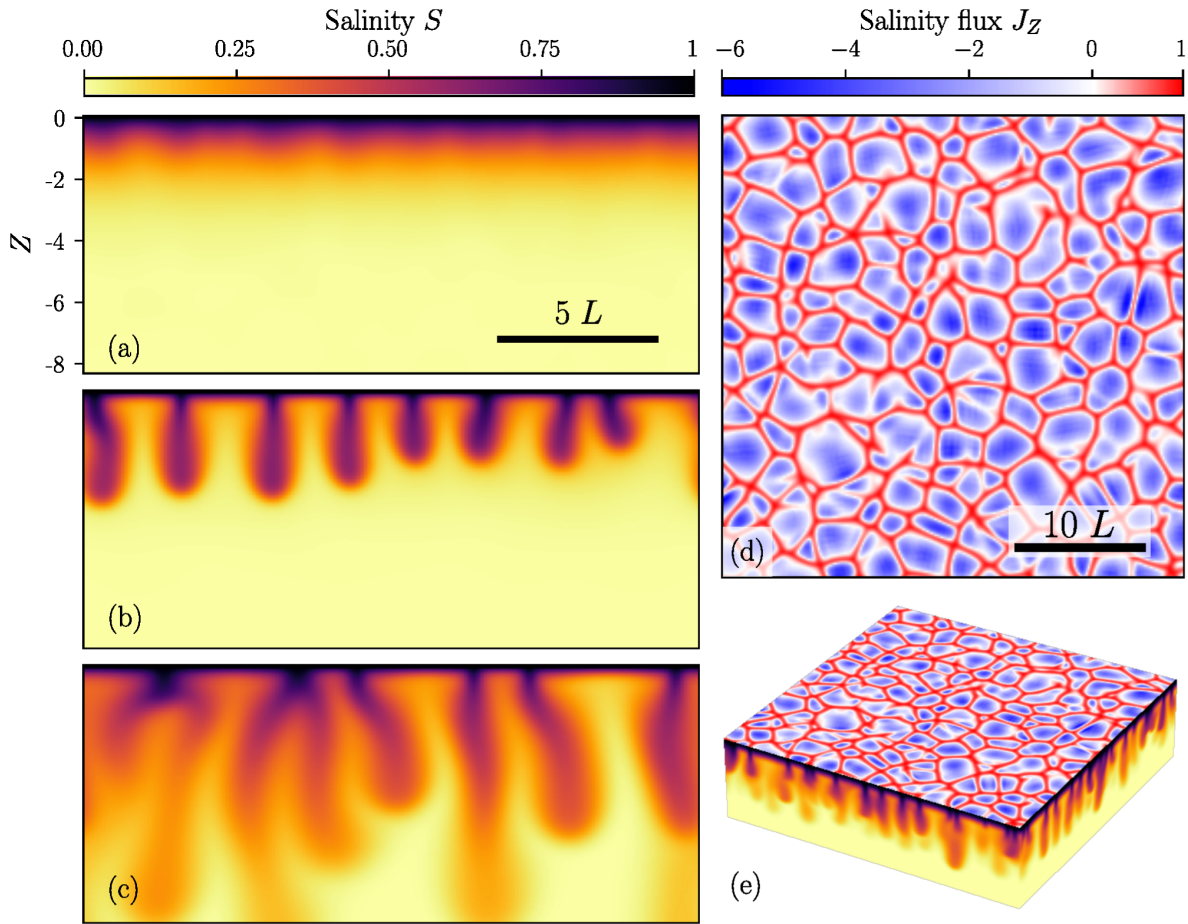 Salinity S
0.00 0.25 0.50 0.75 1
Salinity flux J_Z
−6 −4 −2 0 1
Z
0
-2
-4
-6
-8
5 L
(a)
(b)
(c)
10 L
(d)
(e)